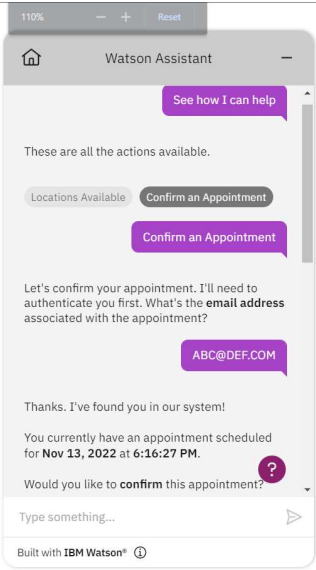 110%
Reset
Watson Assistant
See how I can help
These are all the actions available.
Locations Available
Confirm an Appointment
Confirm an Appointment
Let's confirm your appointment. I'll need to
authenticate you first. What's the email address
associated with the appointment?
ABC@DEF.COM
Thanks. I've found you in our system!
You currently have an appointment scheduled
for Nov 13, 2022 at 6:16:27 PM.
?
Would you like to confirm this appointment?
Type something...
Built with IBM Watson®